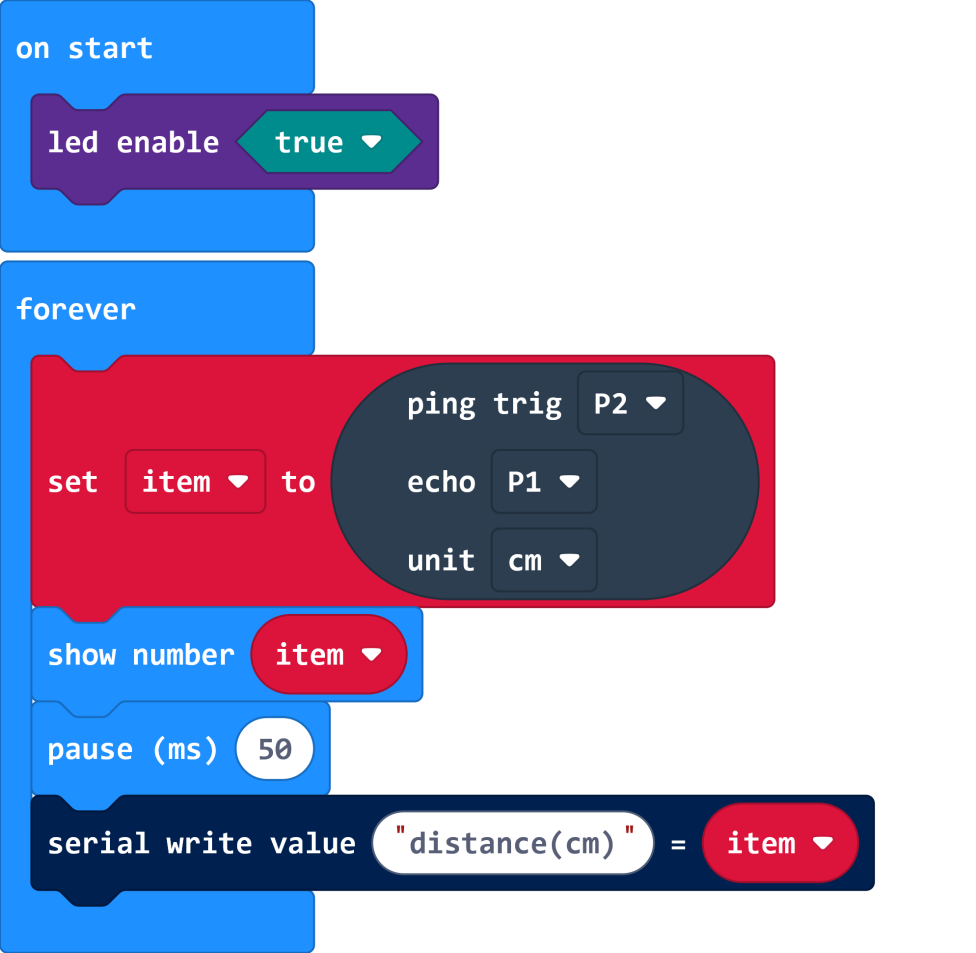 on start
led enable true
forever
ping trig P2
set item to echo P1
unit cm
show number item
pause (ms) 50
serial write value "distance(cm)" = item